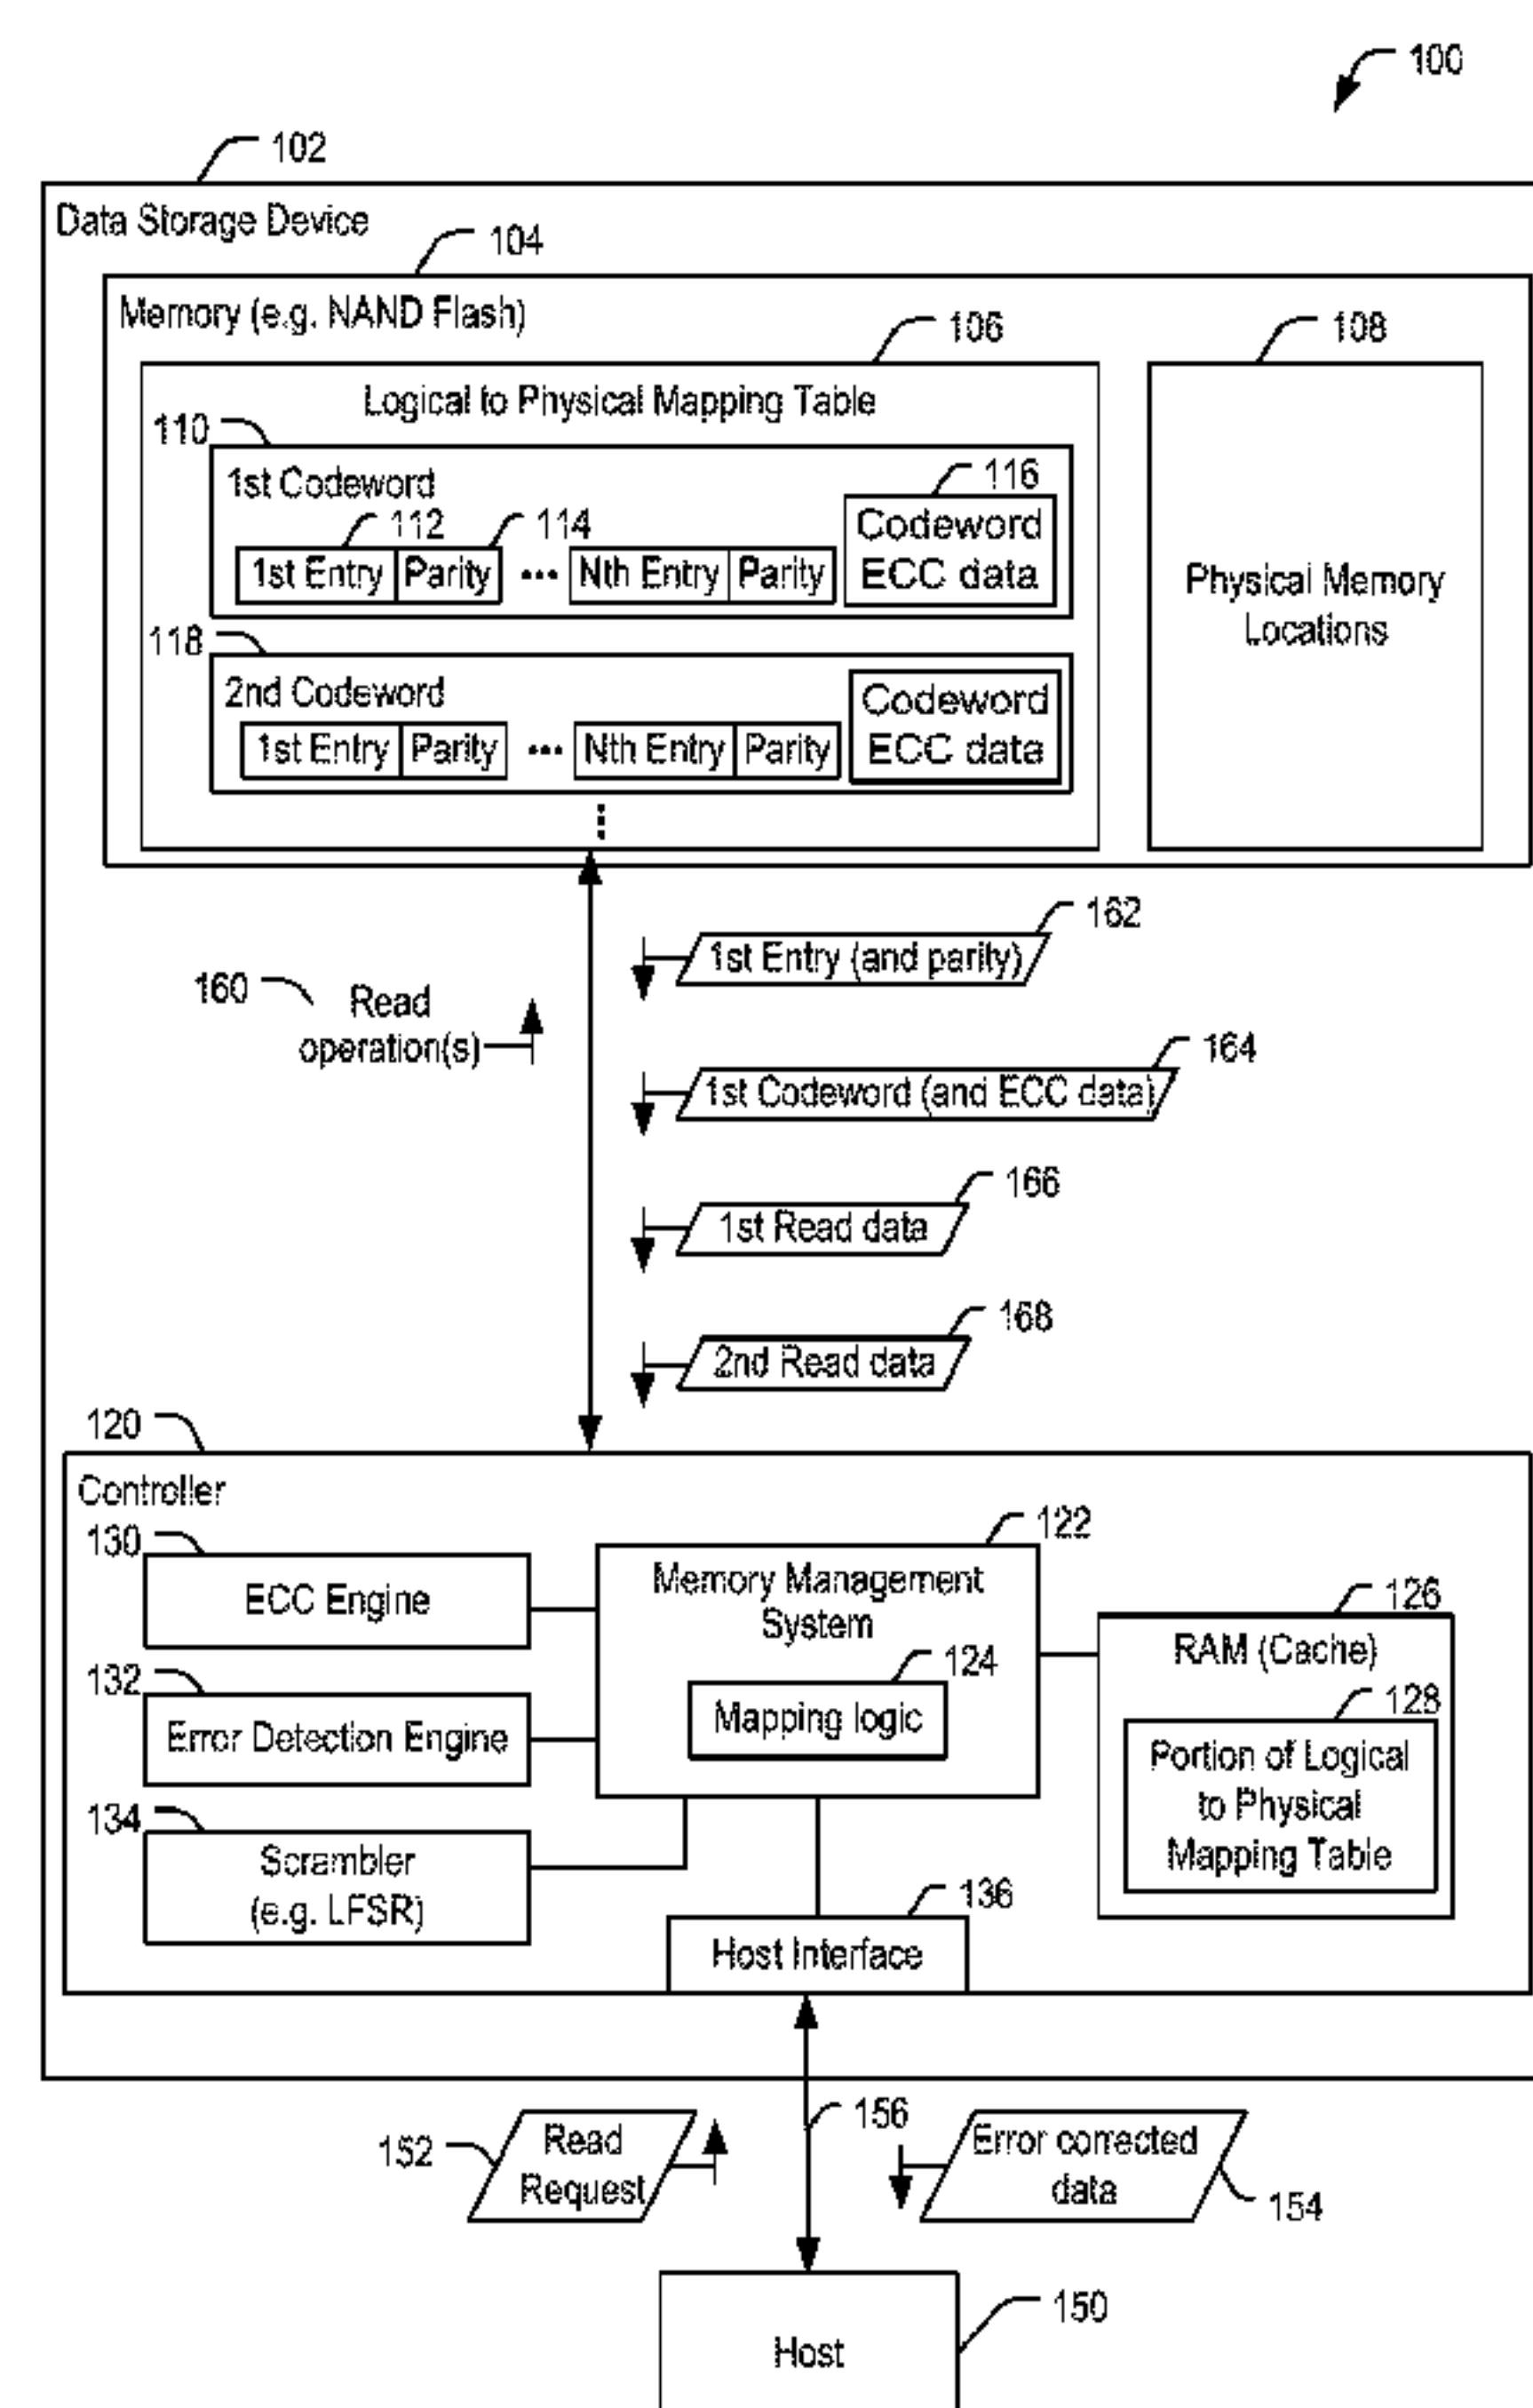 100
102
Data Storage Device
104
Memory (e.g. NAND Flash)
106
108
Logical to Physical Mapping Table
110
1st Codeword
116
112
114
Codeword
ECC data
1st Entry Parity ••• Nth Entry Parity
Physical Memory
Locations
118
2nd Codeword
Codeword
ECC data
1st Entry Parity ••• Nth Entry Parity
162
1st Entry (and parity)
160
Read
operation(s)
164
1st Codeword (and ECC data)
166
1st Read data
168
2nd Read data
120
Controller
130
ECC Engine
122
Memory Management
System
124
Mapping logic
126
RAM (Cache)
128
Portion of Logical
to Physical
Mapping Table
132
Error Detection Engine
134
Scrambler
(e.g. LFSR)
136
Host Interface
152
Read
Request
156
Error corrected
data
154
150
Host